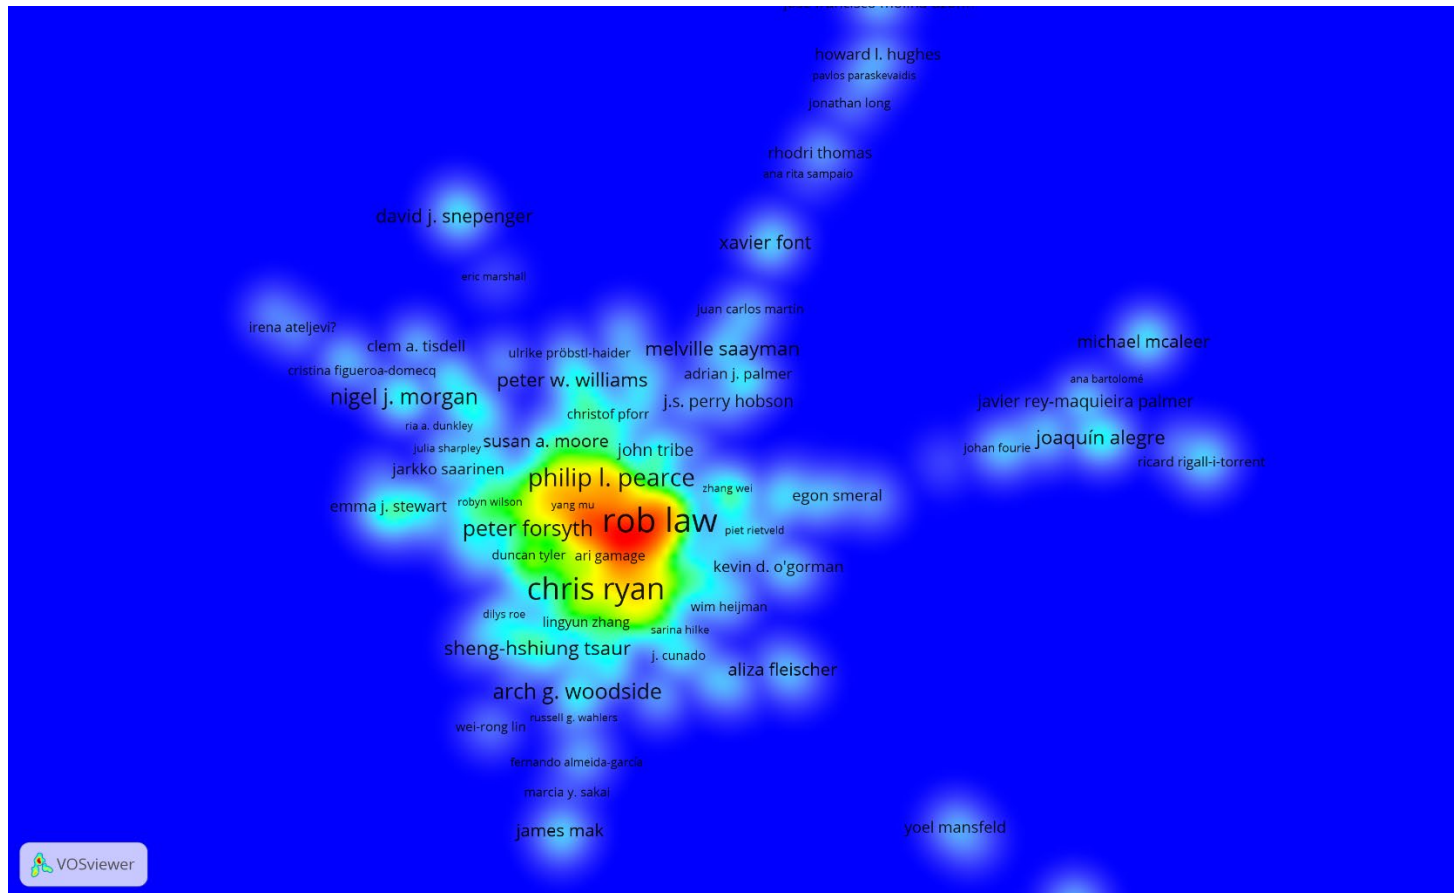 howard l. hughes
pavlos paraskevaidis
jonathan long
rhodri thomas
ana rita sampaio
david j. snepenger
xavier font
eric marshall
juan carlos martin
irena ateljevi?
michael mcaleer
clem a. tisdell
ulrike pröbstl-haider
melville saayman
cristina figueroa-domecq
peter w. williams
adrian j. palmer
ana bartolomé
nigel j. morgan
j.s. perry hobson
javier rey-maquieira palmer
christof pforr
ria a. dunkley
susan a. moore
joaquín alegre
julia sharpley
john tribe
johan fourie
jarkko saarinen
ricard rigall-i-torrent
philip l. pearce
zhang wei
egon smeral
emma j. stewart
robyn wilson
yang mu
rob law
peter forsyth
piet rietveld
duncan tyler
ari gamage
kevin d. o'gorman
chris ryan
wim heijman
dilys roe
lingyun zhang
sarina hilke
sheng-hshiung tsaur
j. cunado
aliza fleischer
arch g. woodside
russell g. wahlers
wei-rong lin
fernando almeida-garcia
marcia y. sakai
james mak
yoel mansfeld
VOSviewer